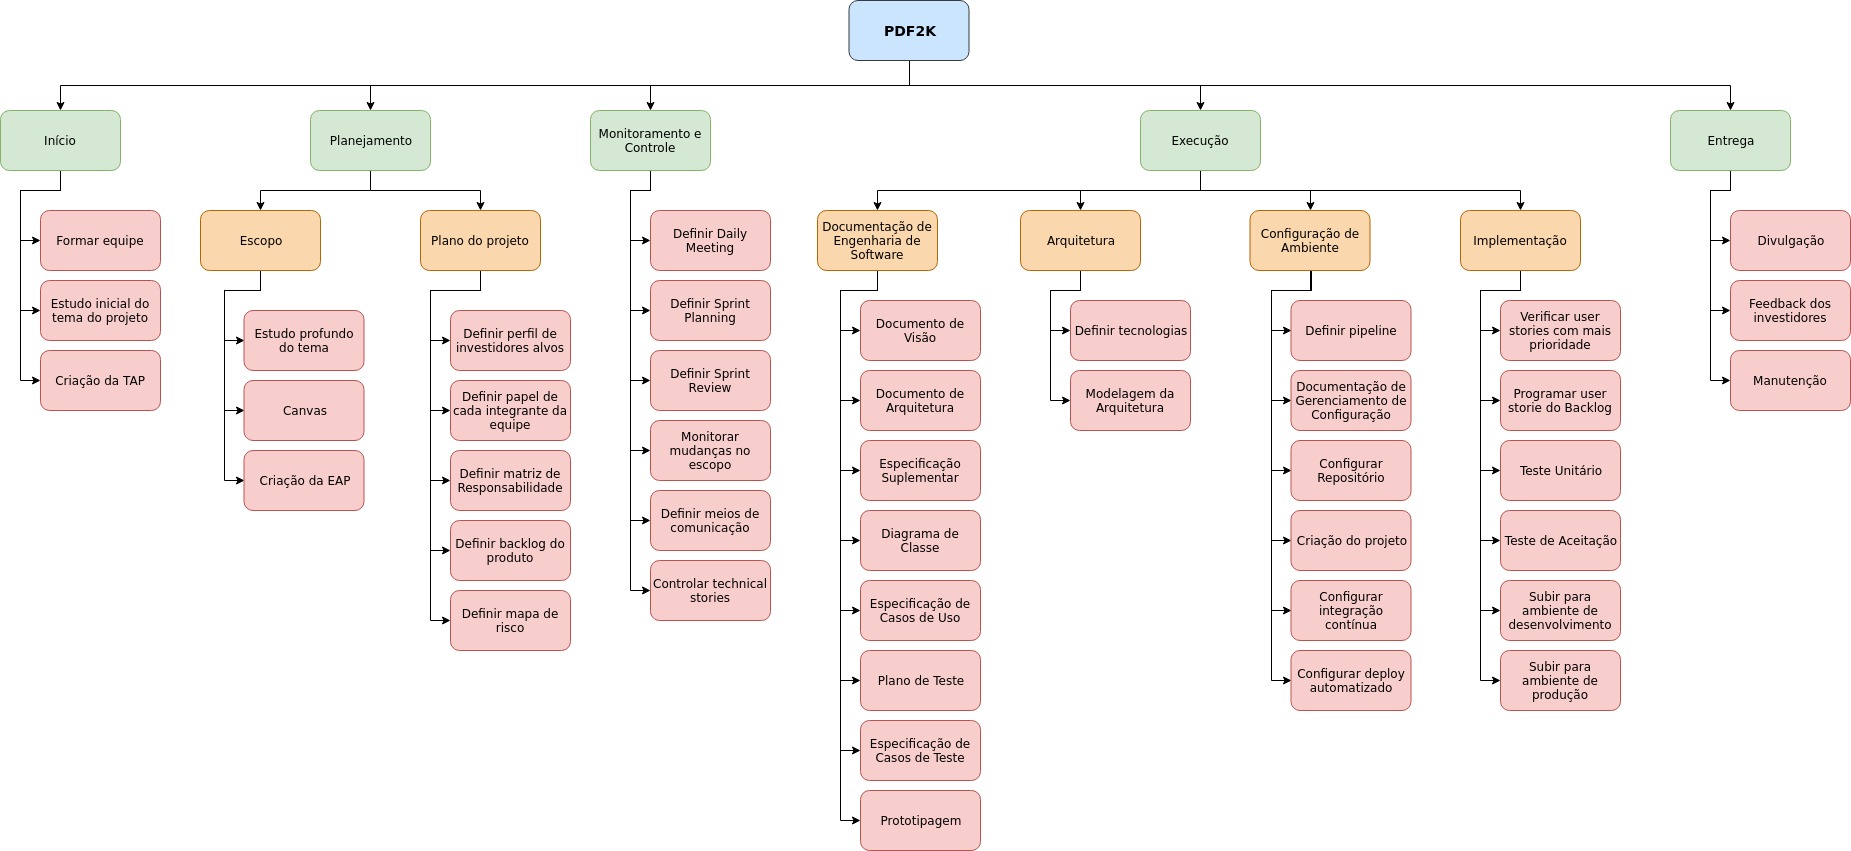 PDF2K
Início
Planejamento
Monitoramento e
Controle
Execução
Entrega
Formar equipe
Estudo inicial do
tema do projeto
Criação da TAP
Escopo
Estudo profundo
do tema
Canvas
Criação da EAP
Plano do projeto
Definir perfil de
investidores alvos
Definir papel de
cada integrante da
equipe
Definir matriz de
Responsabilidade
Definir backlog do
produto
Definir mapa de
risco
Definir Daily
Meeting
Definir Sprint
Planning
Definir Sprint
Review
Monitorar
mudanças no
escopo
Definir meios de
comunicação
Controlar technical
stories
Documentação de
Engenharia de
Software
Documento de
Visão
Documento de
Arquitetura
Especificação
Suplementar
Diagrama de
Classe
Especificação de
Casos de Uso
Plano de Teste
Especificação de
Casos de Teste
Prototipagem
Arquitetura
Definir tecnologias
Modelagem da
Arquitetura
Configuração de
Ambiente
Definir pipeline
Documentação de
Gerenciamento de
Configuração
Configurar
Repositório
Criação do projeto
Configurar
integração
contínua
Configurar deploy
automatizado
Implementação
Verificar user
stories com mais
prioridade
Programar user
storie do Backlog
Teste Unitário
Teste de Aceitação
Subir para
ambiente de
desenvolvimento
Subir para
ambiente de
produção
Divulgação
Feedback dos
investidores
Manutenção